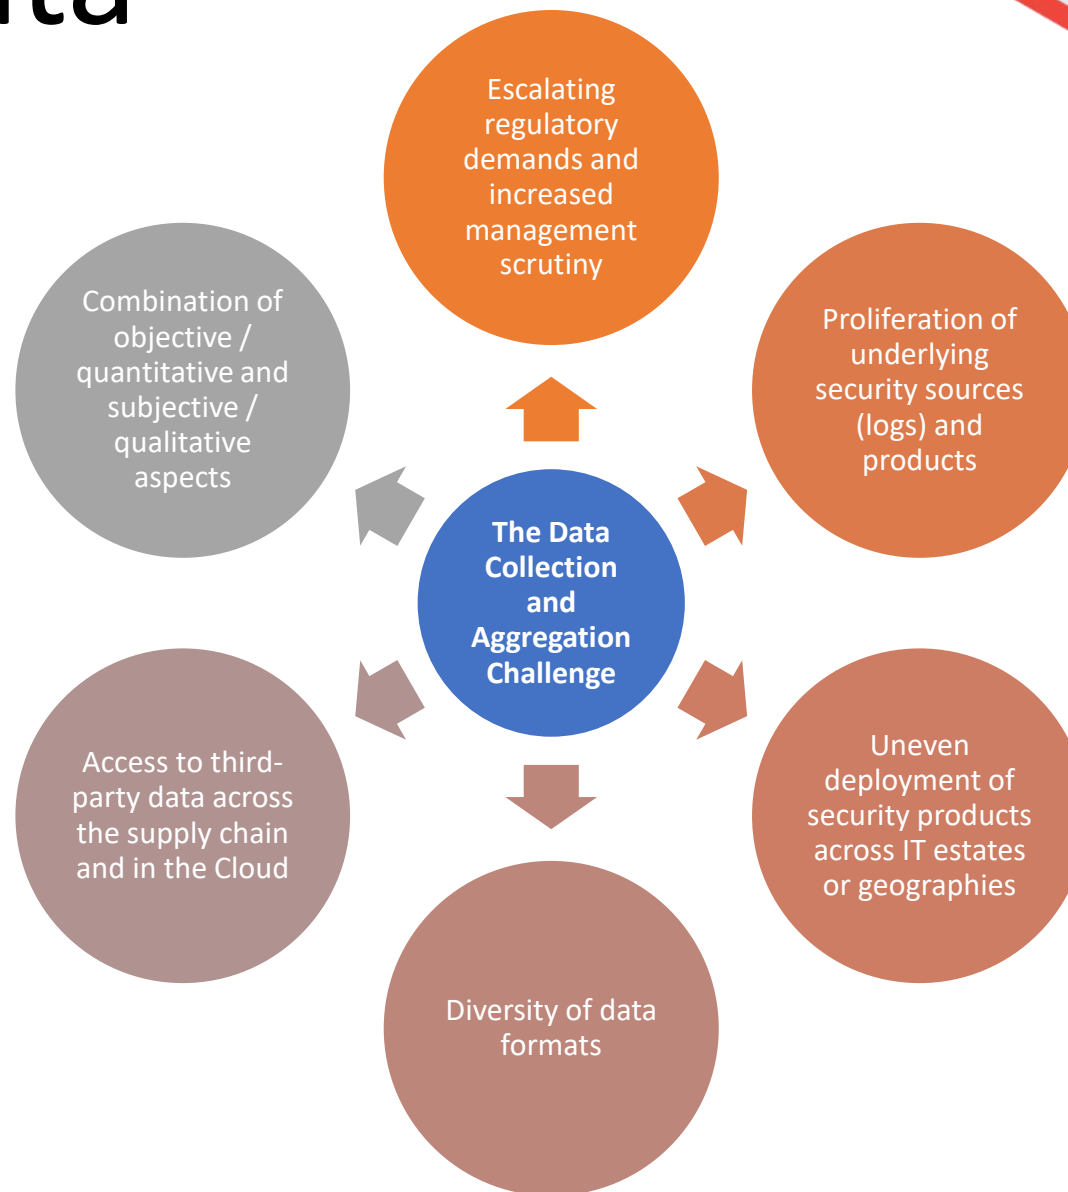 Escalating
regulatory
demands and
increased
management
scrutiny
Proliferation of
underlying
security sources
(logs) and
products
Uneven
deployment of
security products
across IT estates
or geographies
Diversity of data
formats
Access to third-
party data across
the supply chain
and in the Cloud
Combination of
objective /
quantitative and
subjective /
qualitative
aspects
The Data
Collection
and
Aggregation
Challenge